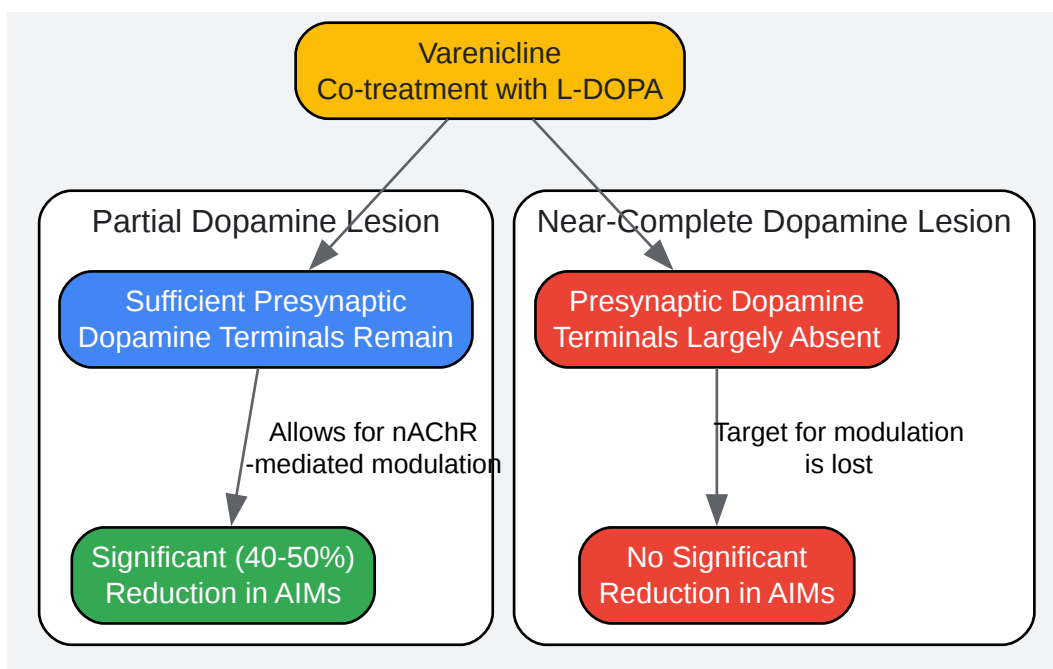 Varenicline
Co-treatment with L-DOPA
Partial Dopamine Lesion
Sufficient Presynaptic
Dopamine Terminals Remain
Allows for nAChR
-mediated modulation
Significant (40-50%)
Reduction in AIMs
Near-Complete Dopamine Lesion
Presynaptic Dopamine
Terminals Largely Absent
Target for modulation
is lost
No Significant
Reduction in AIMs